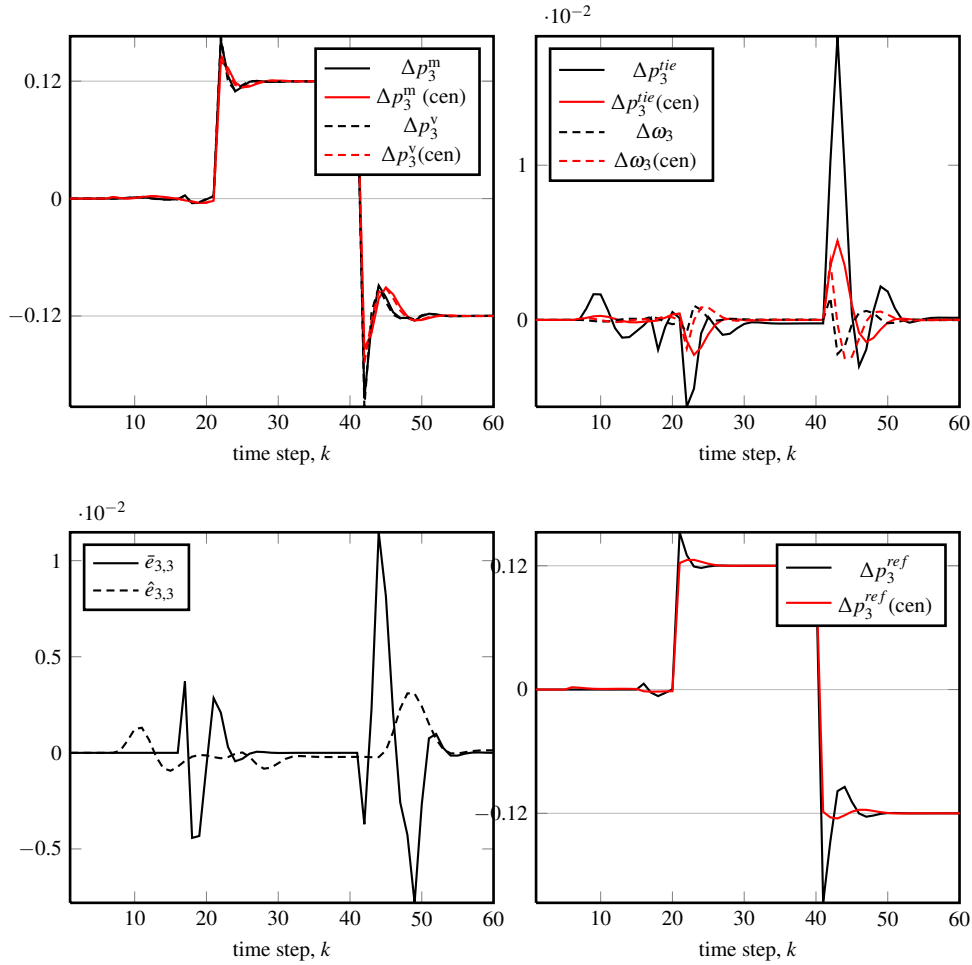 0.12
0
−0.12
Δp₃ᵐ
Δp₃ᵐ (cen)
Δp₃ᵛ
Δp₃ᵛ(cen)
10 20 30 40 50 60
time step, k
·10⁻²
1
0
Δp₃ᵗⁱᵉ
Δp₃ᵗⁱᵉ(cen)
Δω₃
Δω₃(cen)
10 20 30 40 50 60
time step, k
·10⁻²
1
0.5
0
−0.5
ē₃,₃
ê₃,₃
10 20 30 40 50 60
time step, k
0.12
0
−0.12
Δp₃ʳᵉᶠ
Δp₃ʳᵉᶠ(cen)
10 20 30 40 50 60
time step, k